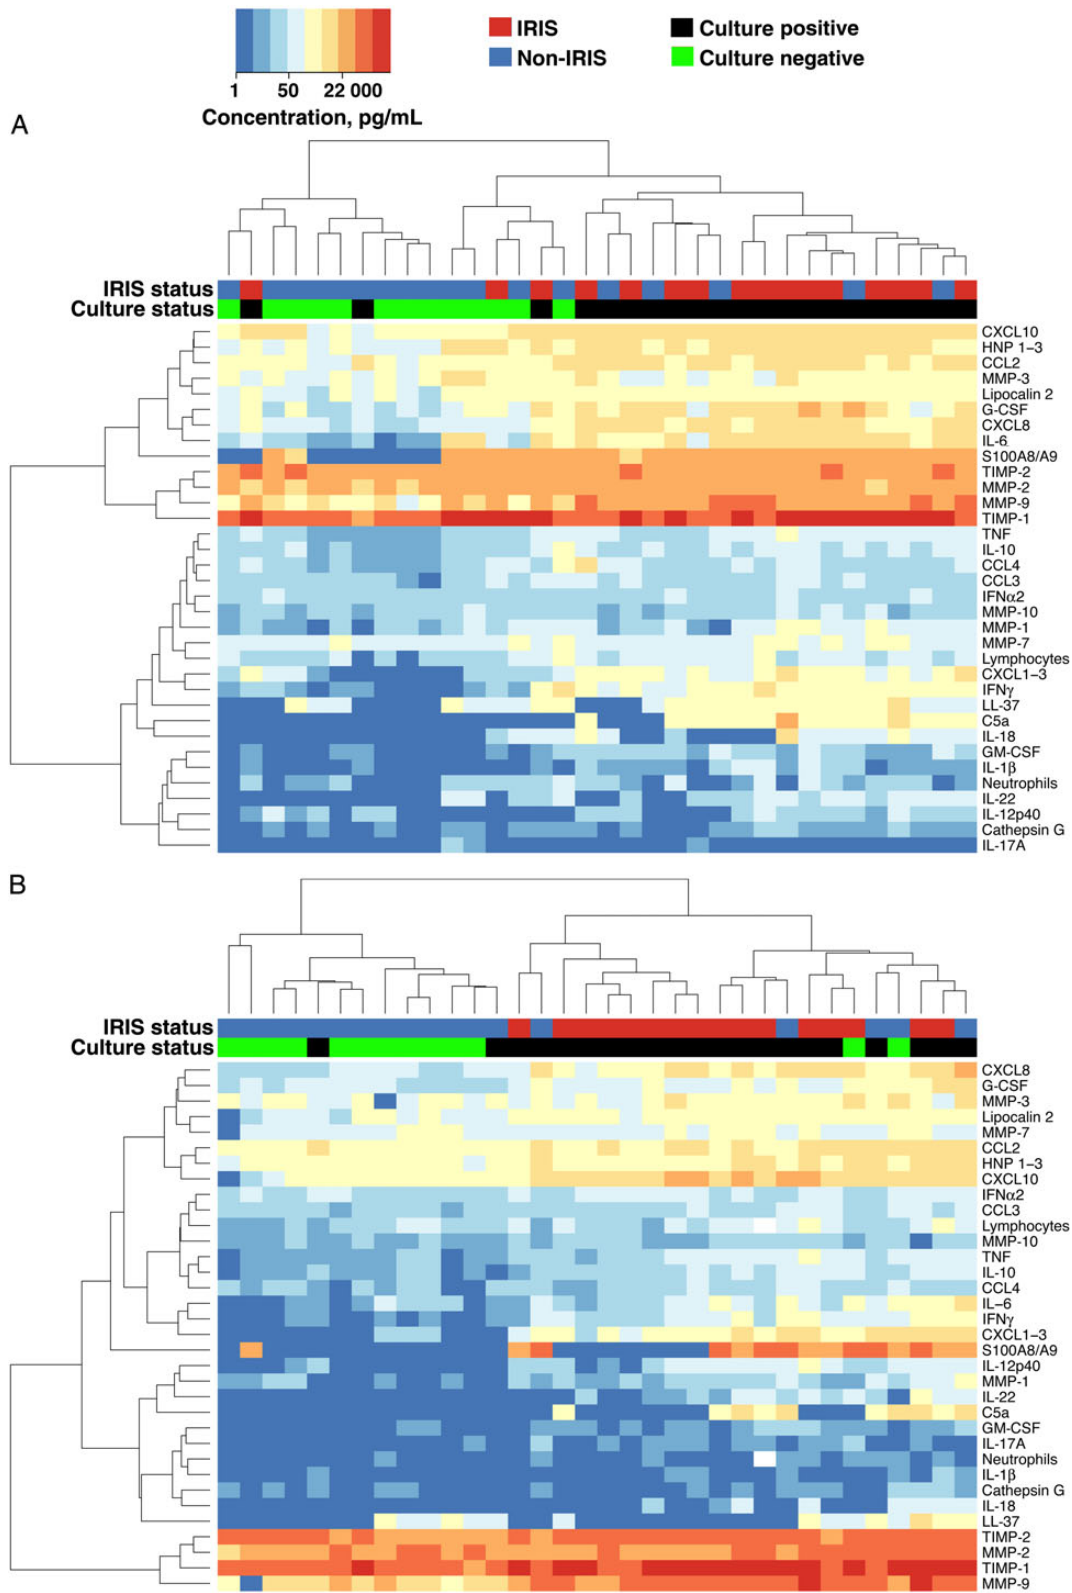 IRIS
Culture positive
Non-IRIS
Culture negative
1 50 22 000
Concentration, pg/mL
A
IRIS status
Culture status
CXCL10
HNP 1–3
CCL2
MMP-3
Lipocalin 2
G-CSF
CXCL8
IL-6
S100A8/A9
TIMP-2
MMP-2
MMP-9
TIMP-1
TNF
IL-10
CCL4
CCL3
IFNα2
MMP-10
MMP-1
MMP-7
Lymphocytes
CXCL1–3
IFNγ
LL-37
C5a
IL-18
GM-CSF
IL-1β
Neutrophils
IL-22
IL-12p40
Cathepsin G
IL-17A
B
IRIS status
Culture status
CXCL8
G-CSF
MMP-3
Lipocalin 2
MMP-7
CCL2
HNP 1–3
CXCL10
IFNα2
CCL3
Lymphocytes
MMP-10
TNF
IL-10
CCL4
IL–6
IFNγ
CXCL1–3
S100A8/A9
IL-12p40
MMP-1
IL-22
C5a
GM-CSF
IL-17A
Neutrophils
IL-1β
Cathepsin G
IL-18
LL-37
TIMP-2
MMP-2
TIMP-1
MMP-9